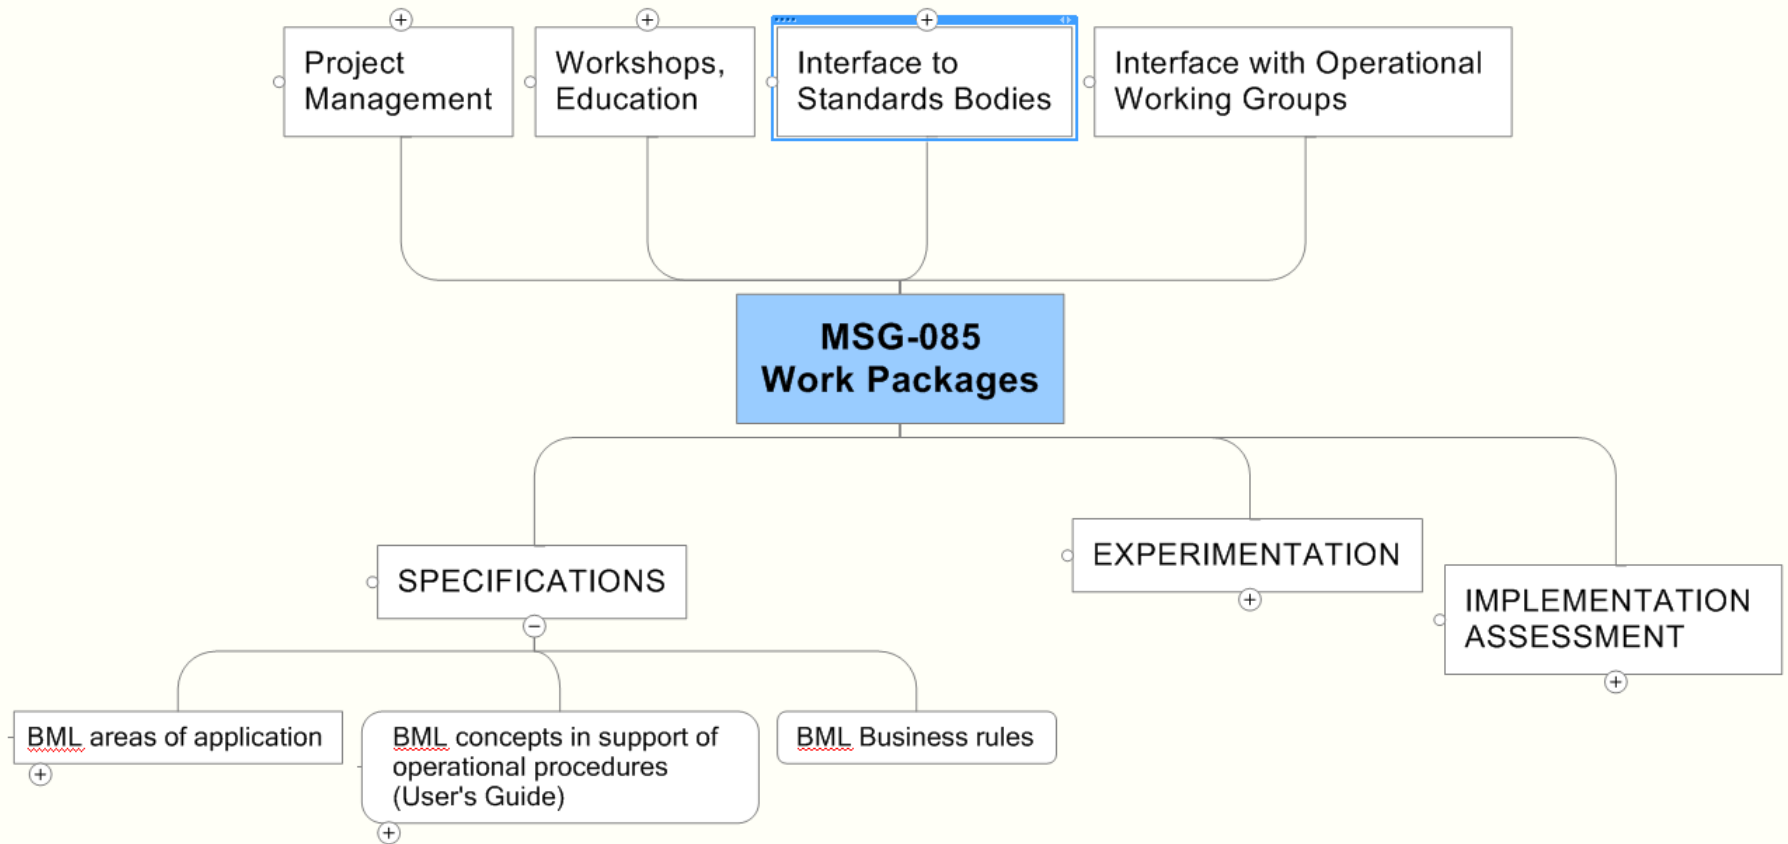 Project
Management
Workshops,
Education
Interface to
Standards Bodies
Interface with Operational
Working Groups
MSG-085
Work Packages
SPECIFICATIONS
EXPERIMENTATION
IMPLEMENTATION
ASSESSMENT
BML areas of application
BML concepts in support of
operational procedures
(User's Guide)
BML Business rules